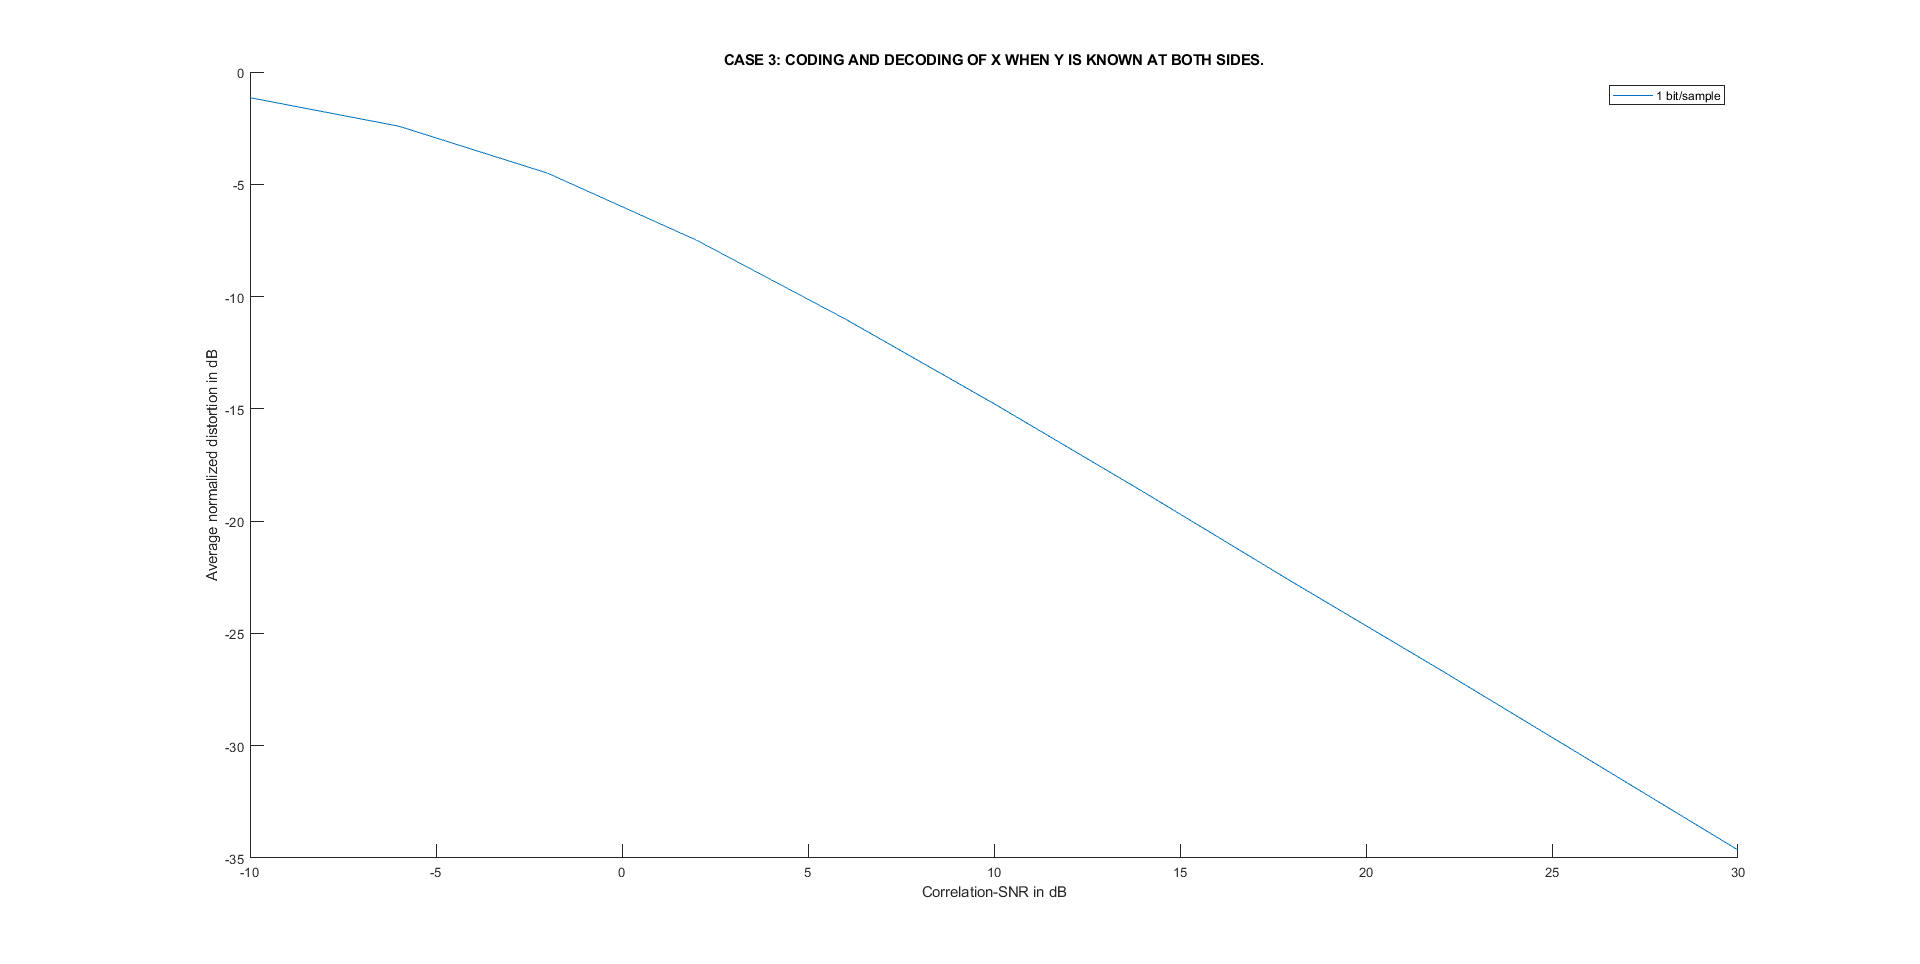 CASE 3: CODING AND DECODING OF X WHEN Y IS KNOWN AT BOTH SIDES.
1 bit/sample
0
-5
-10
-15
-20
-25
-30
-35
Average normalized distortion in dB
-10 -5 0 5 10 15 20 25 30
Correlation-SNR in dB